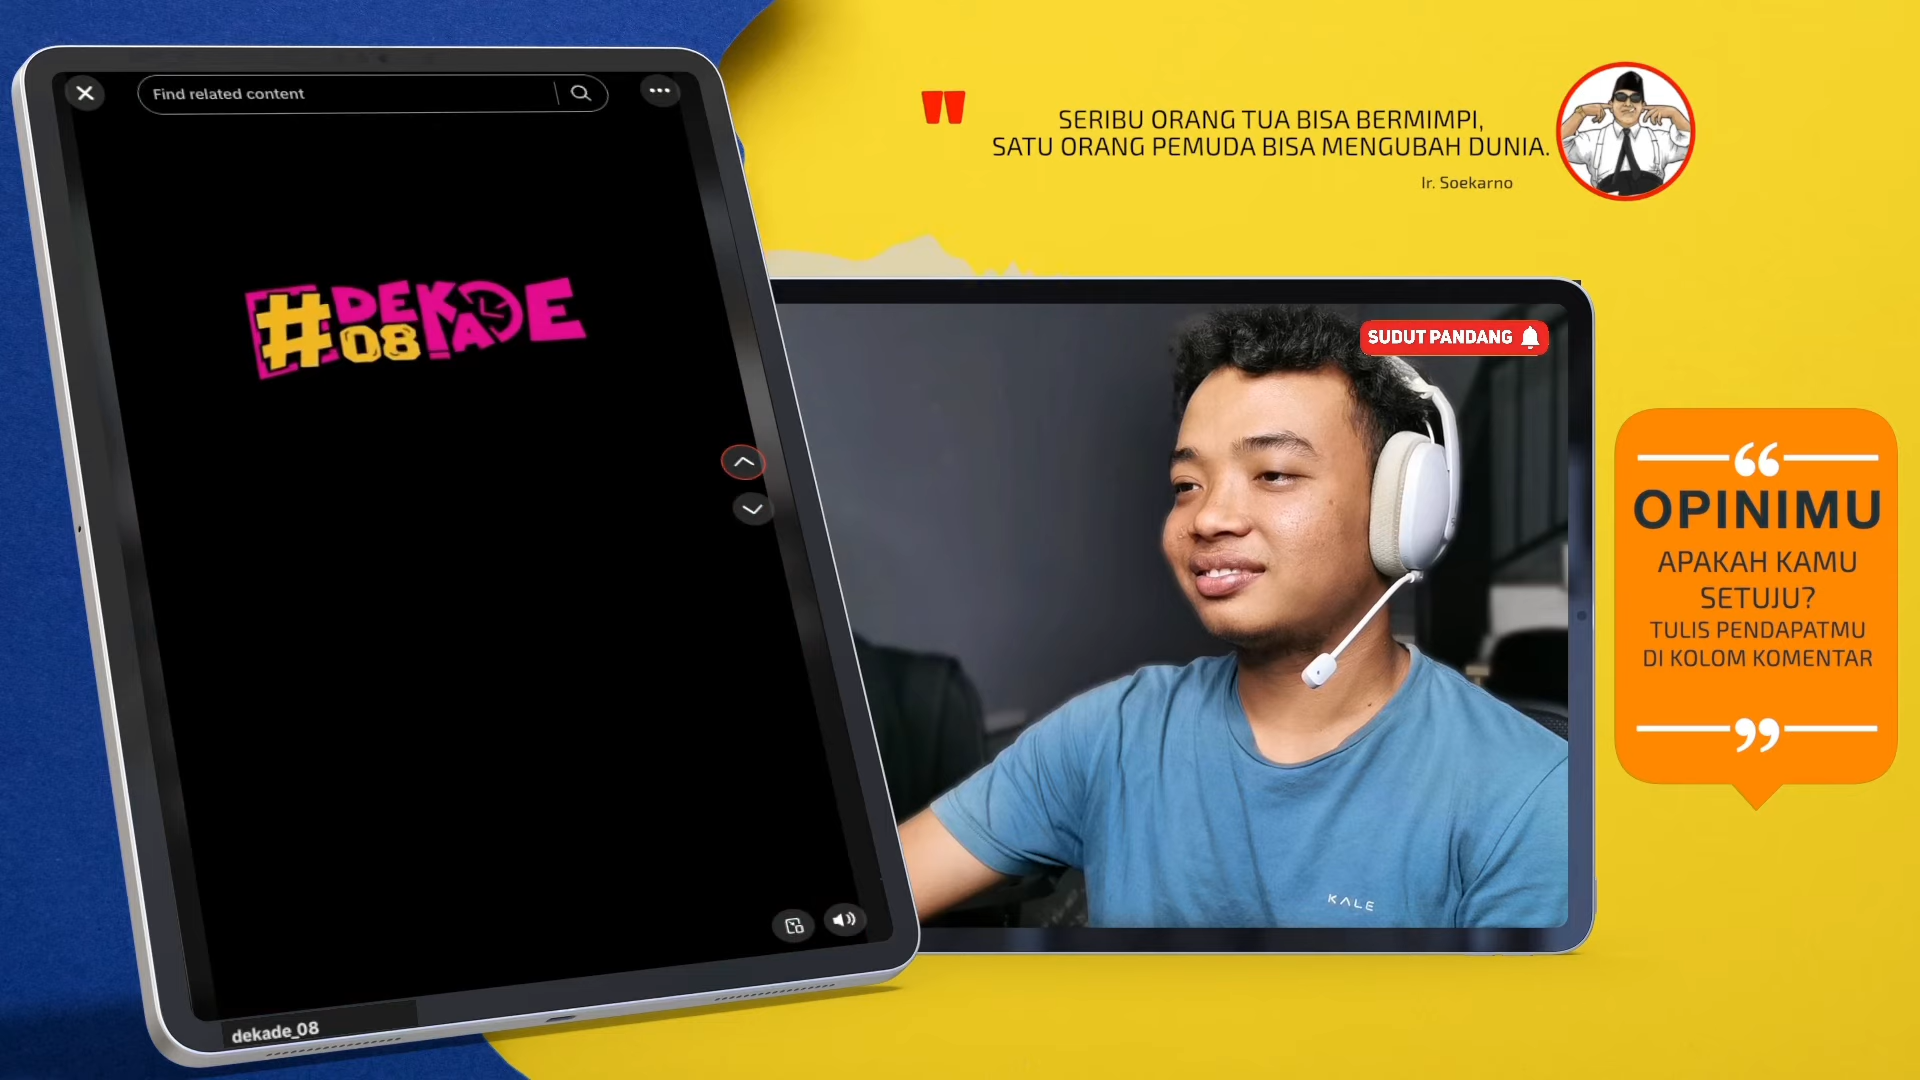 Find related content
#DEKADE
08
dekade_08
SERIBU ORANG TUA BISA BERMIMPI,
SATU ORANG PEMUDA BISA MENGUBAH DUNIA.
Ir. Soekarno
SUDUT PANDANG
KALE
OPINIMU
APAKAH KAMU
SETUJU?
TULIS PENDAPATMU
DI KOLOM KOMENTAR